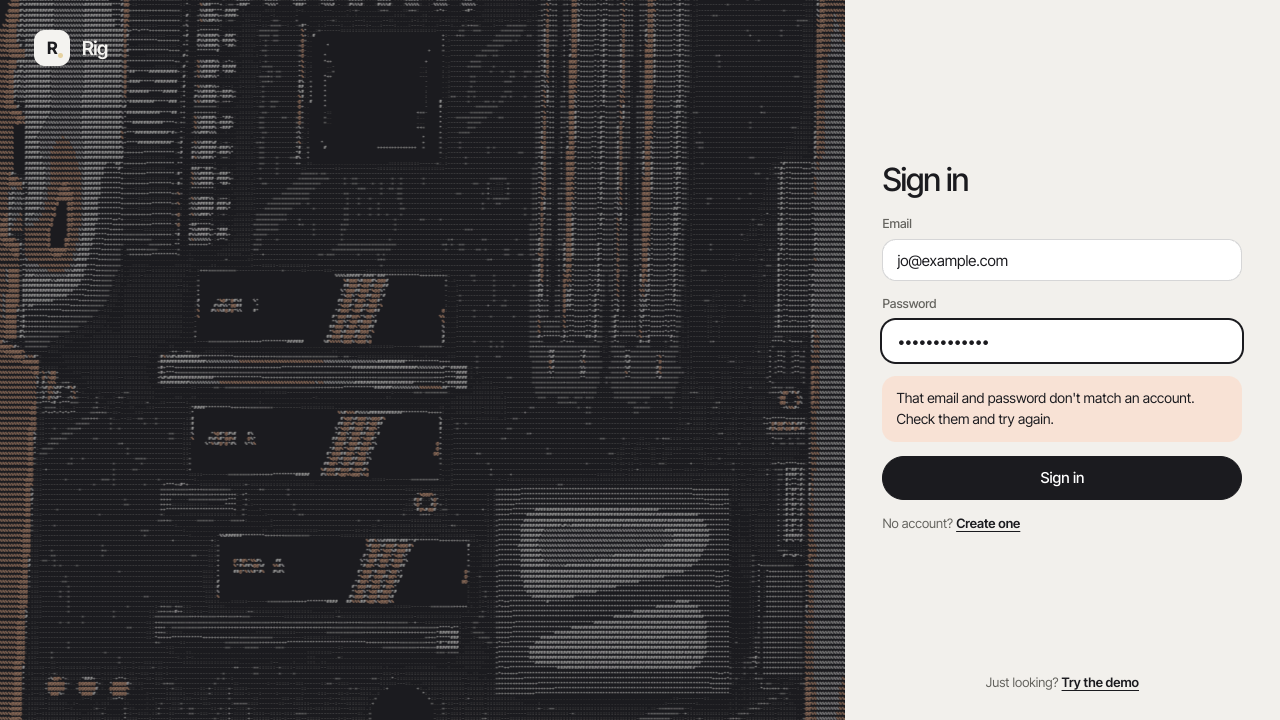 R.
Rig
Sign in
Email
jo@example.com
Password
•••••••••••••
That email and password don't match an account.
Check them and try again.
Sign in
No account? Create one
Just looking? Try the demo